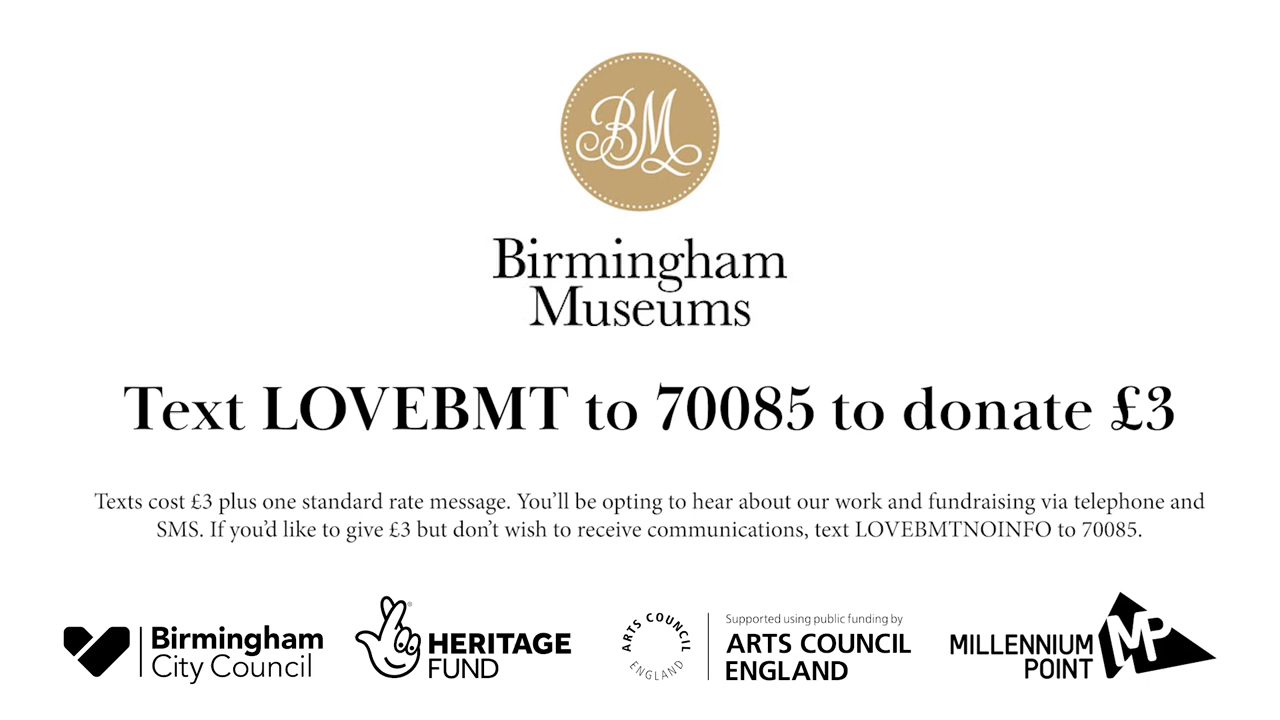 BM
Birmingham
Museums
Text LOVEBMT to 70085 to donate £3
Texts cost £3 plus one standard rate message. You’ll be opting to hear about our work and fundraising via telephone and
SMS. If you’d like to give £3 but don’t wish to receive communications, text LOVEBMTNOINFO to 70085.
Birmingham
City Council
HERITAGE
FUND
ARTS COUNCIL
ENGLAND
Supported using public funding by
ARTS COUNCIL
ENGLAND
MILLENNIUM
POINT
MP